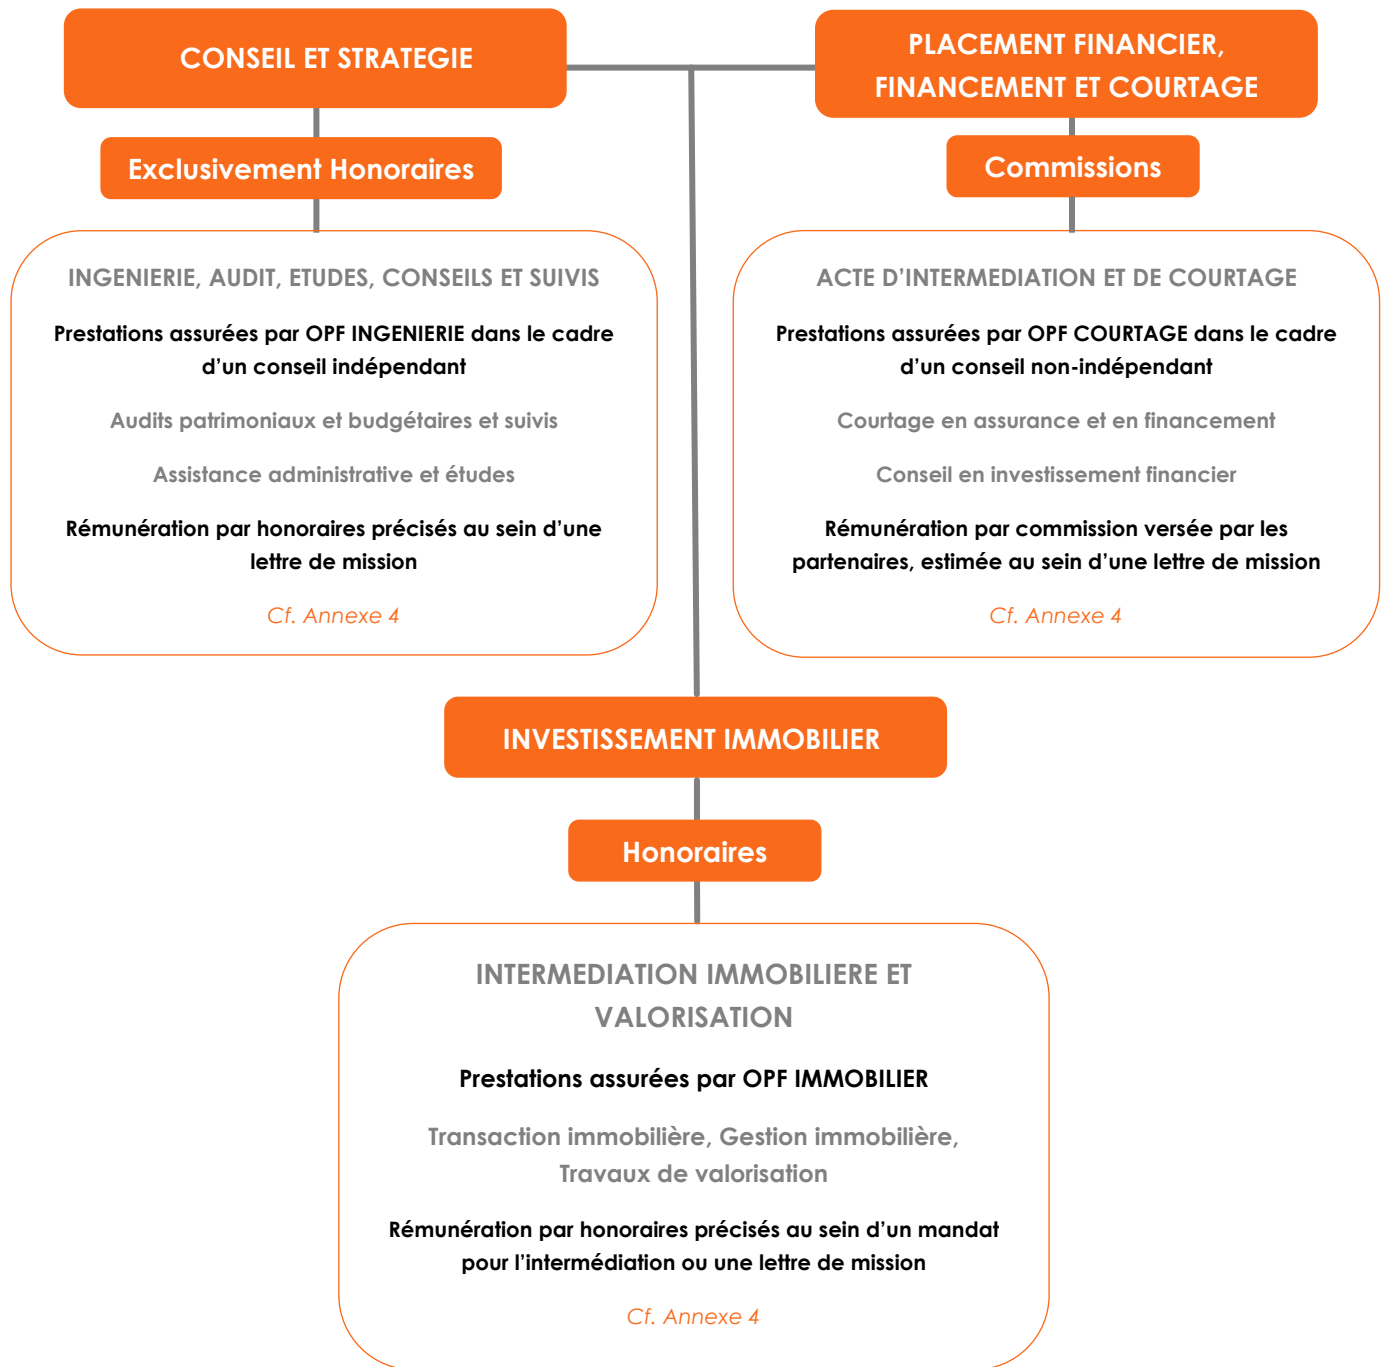 CONSEIL ET STRATEGIE
Exclusivement Honoraires
INGENIERIE, AUDIT, ETUDES, CONSEILS ET SUIVIS
Prestations assurées par OPF INGENIERIE dans le cadre
d’un conseil indépendant
Audits patrimoniaux et budgétaires et suivis
Assistance administrative et études
Rémunération par honoraires précisés au sein d’une
lettre de mission
Cf. Annexe 4
PLACEMENT FINANCIER,
FINANCEMENT ET COURTAGE
Commissions
ACTE D’INTERMEDIATION ET DE COURTAGE
Prestations assurées par OPF COURTAGE dans le cadre
d’un conseil non-indépendant
Courtage en assurance et en financement
Conseil en investissement financier
Rémunération par commission versée par les
partenaires, estimée au sein d’une lettre de mission
Cf. Annexe 4
INVESTISSEMENT IMMOBILIER
Honoraires
INTERMEDIATION IMMOBILIERE ET
VALORISATION
Prestations assurées par OPF IMMOBILIER
Transaction immobilière, Gestion immobilière,
Travaux de valorisation
Rémunération par honoraires précisés au sein d’un mandat
pour l’intermédiation ou une lettre de mission
Cf. Annexe 4